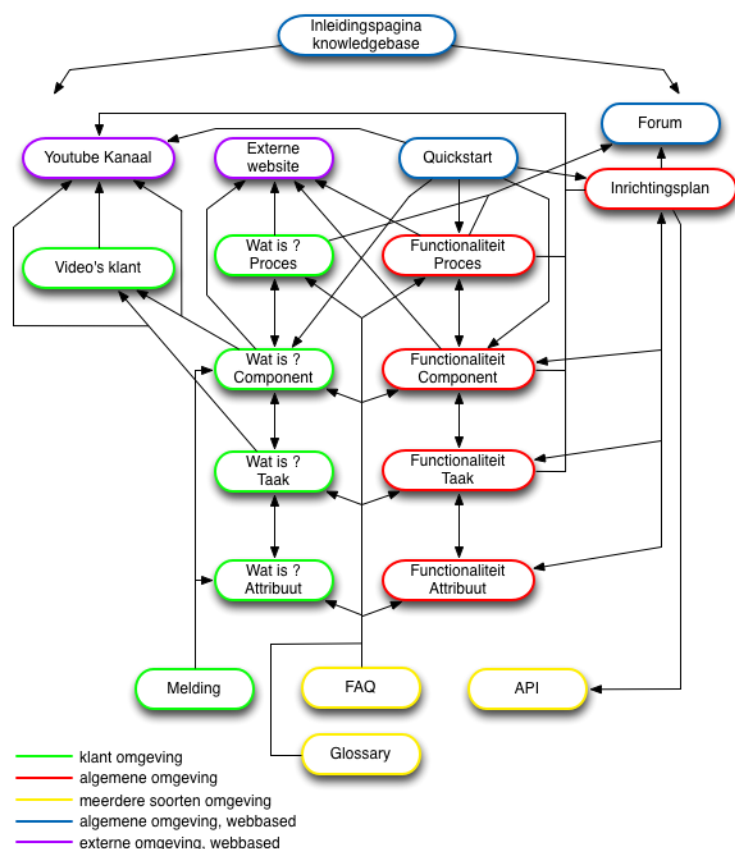 Inleidingspagina
knowledgebase
Forum
Youtube Kanaal
Externe
website
Quickstart
Inrichtingsplan
Wat is ?
Proces
Functionaliteit
Proces
Video's klant
Wat is ?
Component
Functionaliteit
Component
Wat is ?
Taak
Functionaliteit
Taak
Wat is ?
Attribuut
Functionaliteit
Attribuut
Melding
FAQ
API
Glossary
klant omgeving
algemene omgeving
meerdere soorten omgeving
algemene omgeving, webbased
externe omgeving, webbased